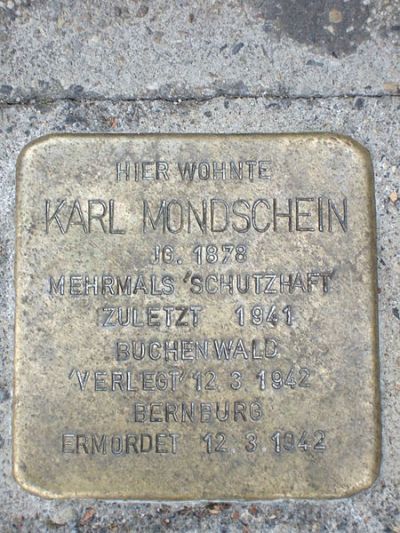 HIER WOHNTE
KARL MONDSCHEIN
JG. 1878
MEHRMALS 'SCHUTZHAFT'
ZULETZT 1941
BUCHENWALD
'VERLEGT' 12.3.1942
BERNBURG
ERMORDET 12.3.1942